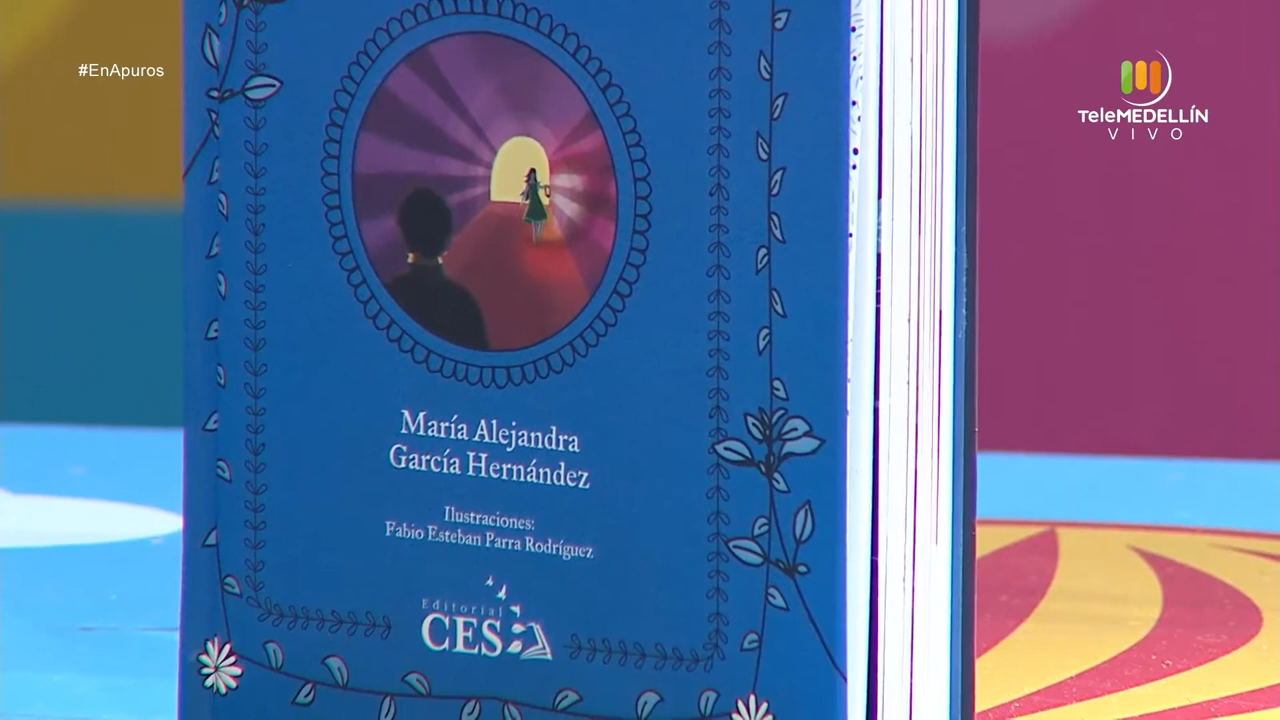 #EnApuros
TeleMEDELLÍN
VIVO
María Alejandra
García Hernández
Ilustraciones:
Fabio Esteban Parra Rodríguez
Editorial
CES